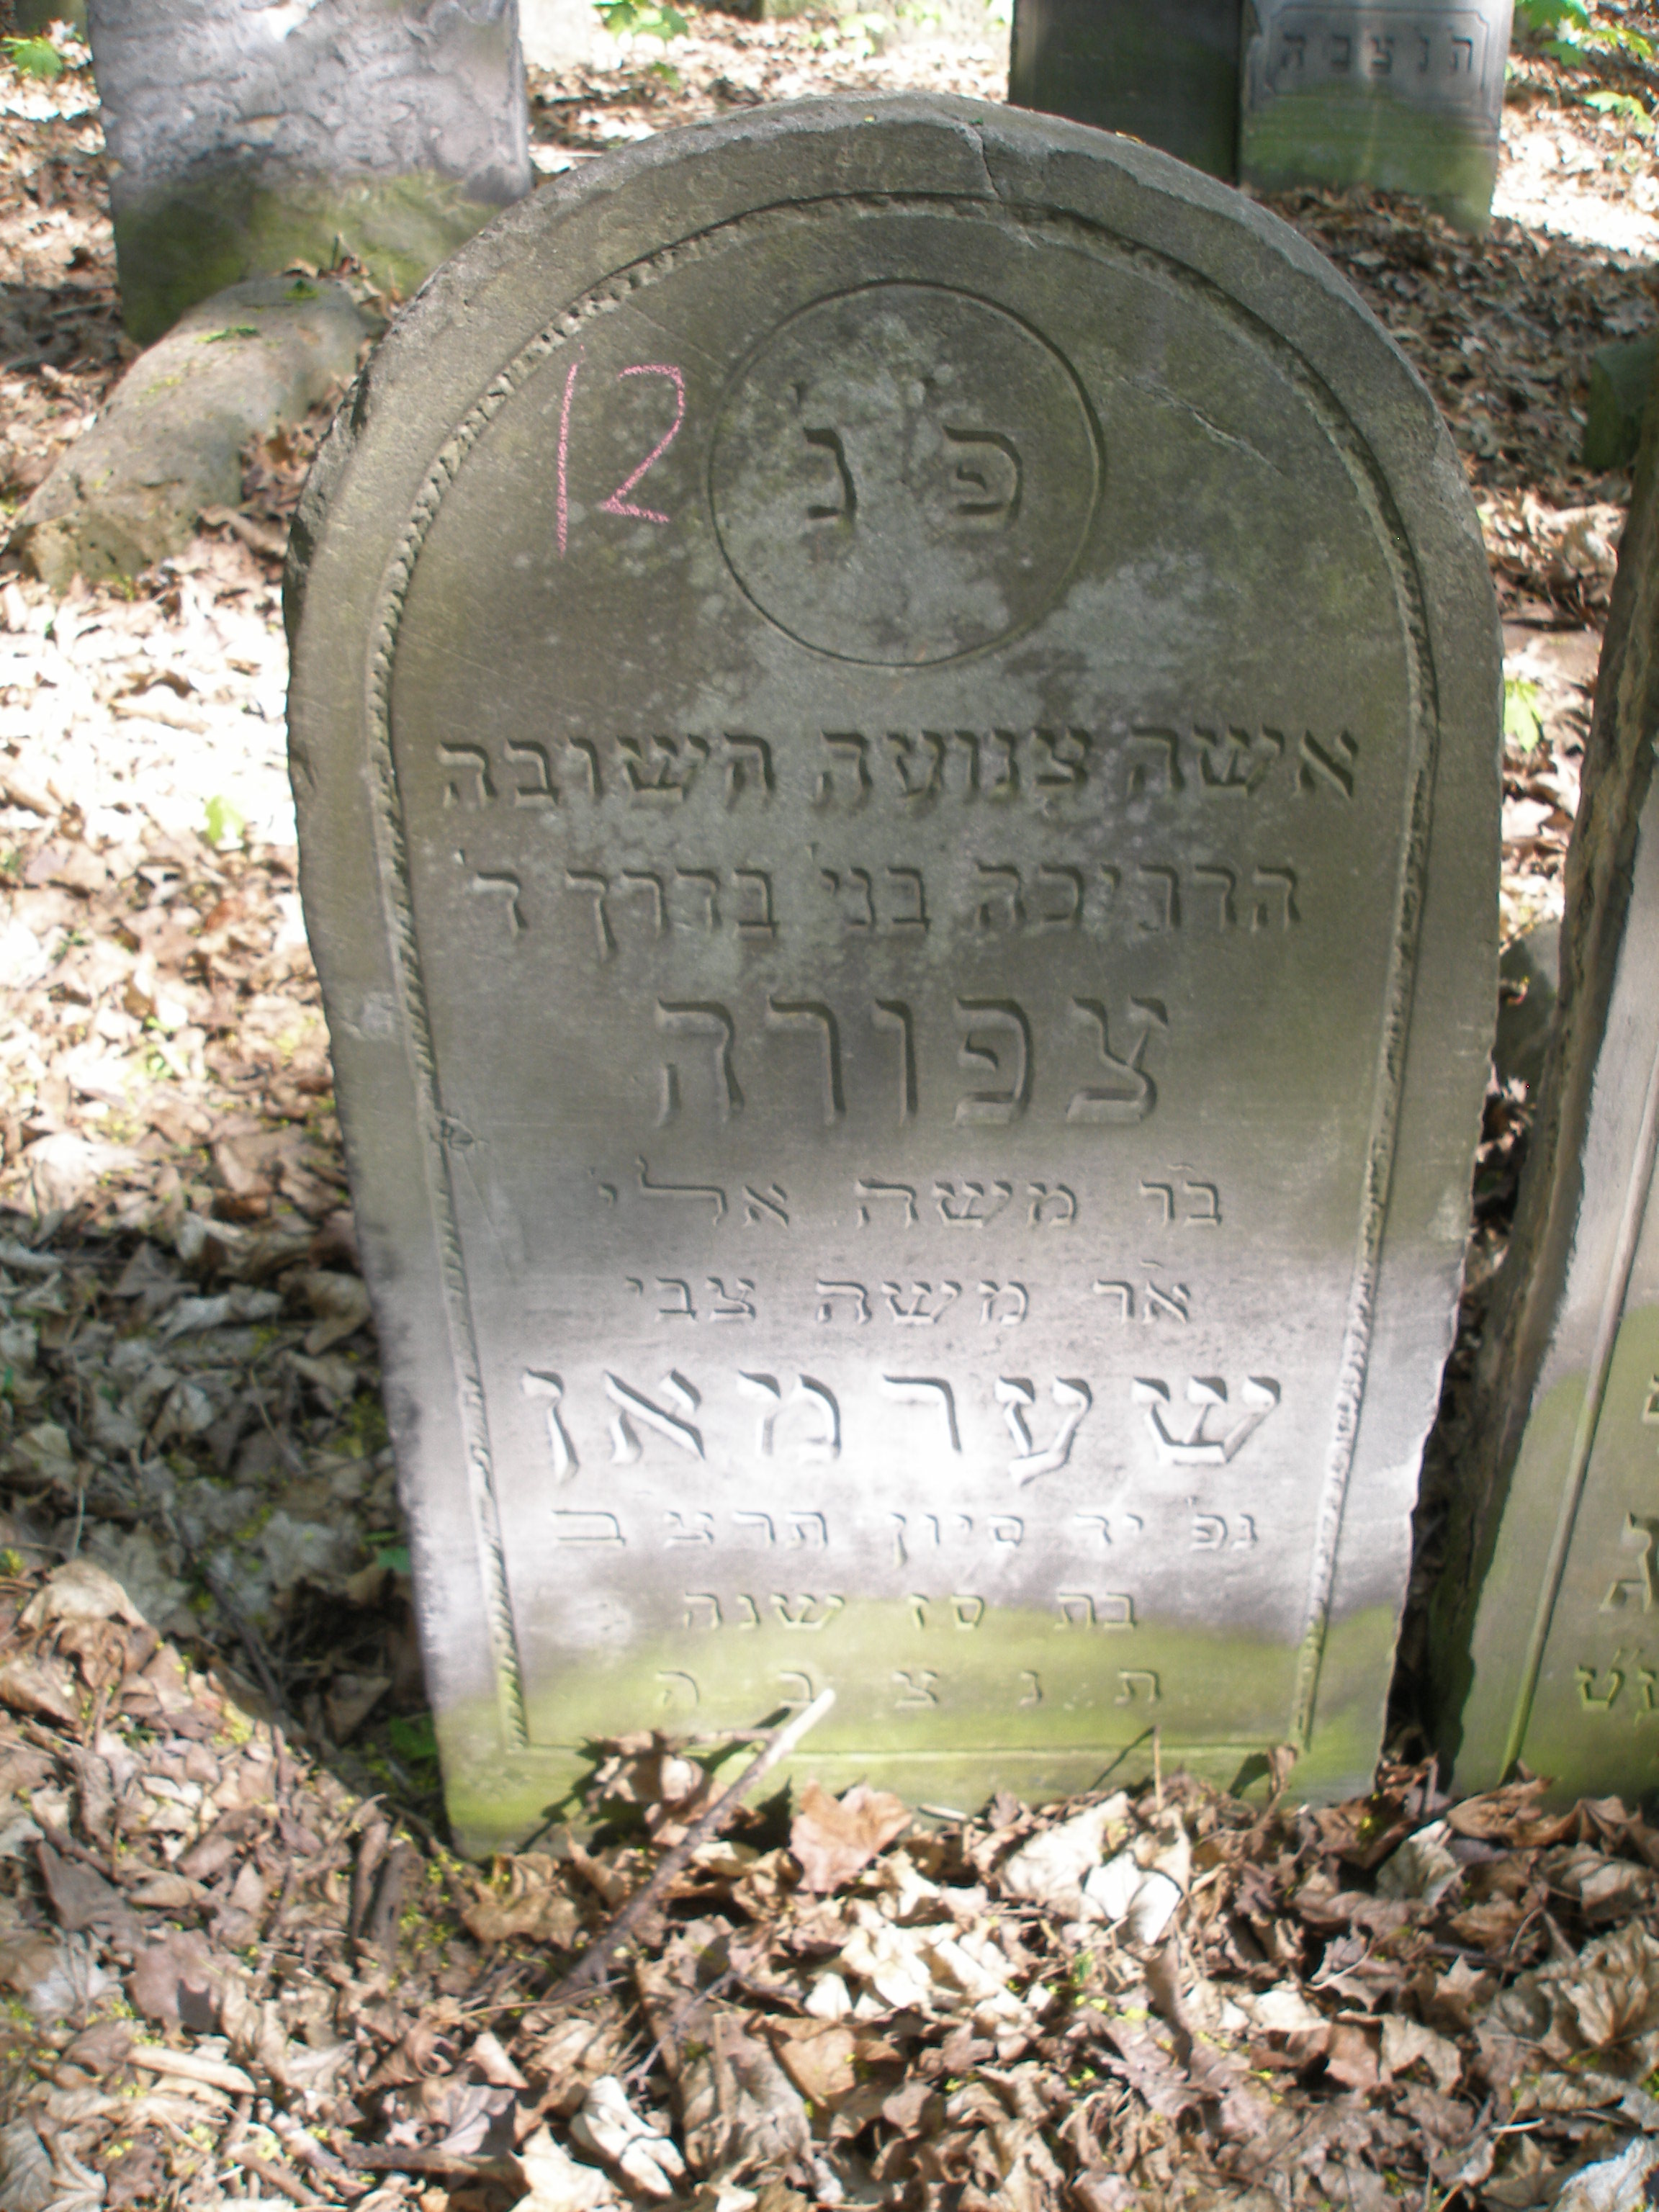 הנצבה
12
פ נ
אשה צנועה חשובה
הדריכה בני׳ בדרך ד׳
צפורה
בר משה אלי׳
אר משה צבי
שערמאן
נפ׳ יד סיון תרצב
בת סז שנה
ת נ צ ב ה